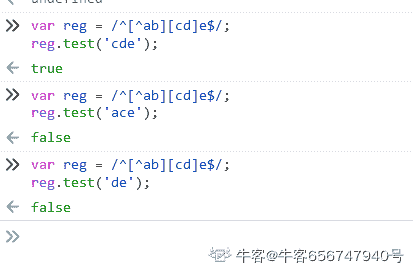 undefined
var reg = /^[^ab][cd]e$/;
reg.test('cde');
true
var reg = /^[^ab][cd]e$/;
reg.test('ace');
false
var reg = /^[^ab][cd]e$/;
reg.test('de');
false
牛客@牛客656747940号